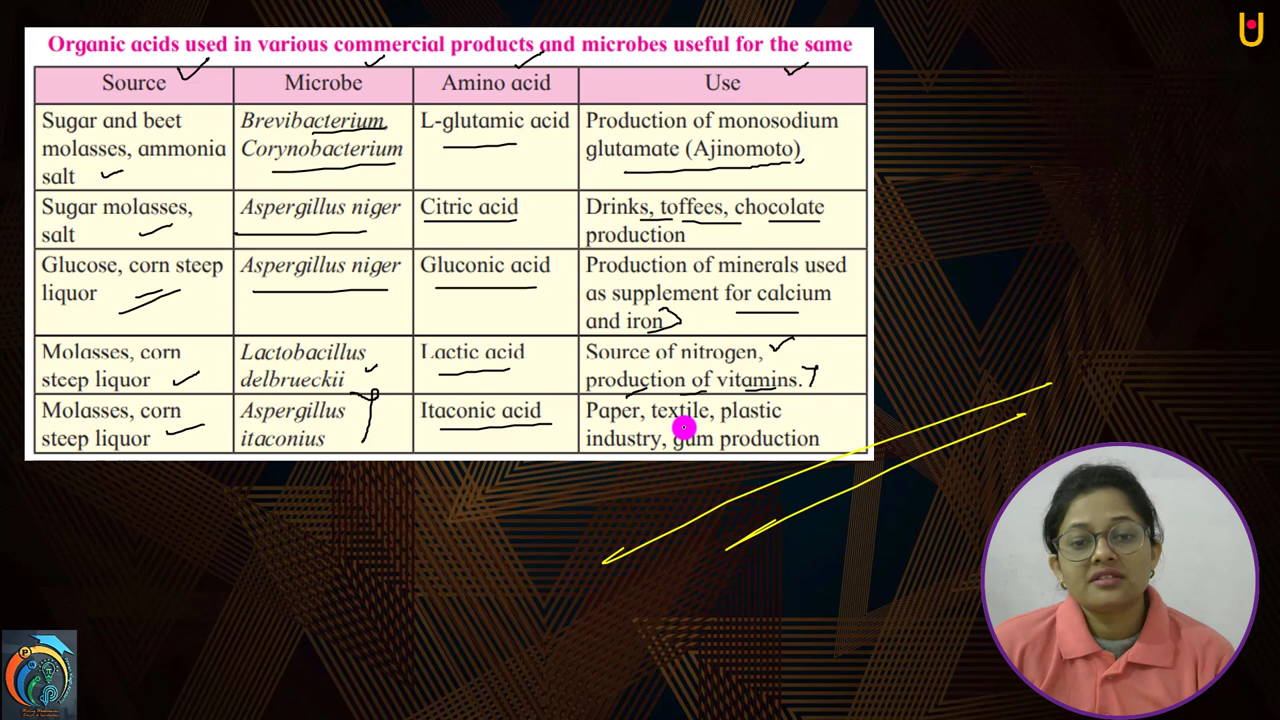 Organic acids used in various commercial products and microbes useful for the same
Source Microbe Amino acid Use
Sugar and beet molasses, ammonia salt
Brevibacterium Corynobacterium
L-glutamic acid
Production of monosodium glutamate (Ajinomoto)
Sugar molasses, salt
Aspergillus niger
Citric acid
Drinks, toffees, chocolate production
Glucose, corn steep liquor
Aspergillus niger
Gluconic acid
Production of minerals used as supplement for calcium and iron
Molasses, corn steep liquor
Lactobacillus delbrueckii
Lactic acid
Source of nitrogen, production of vitamins.
Molasses, corn steep liquor
Aspergillus itaconius
Itaconic acid
Paper, textile, plastic industry, gum production